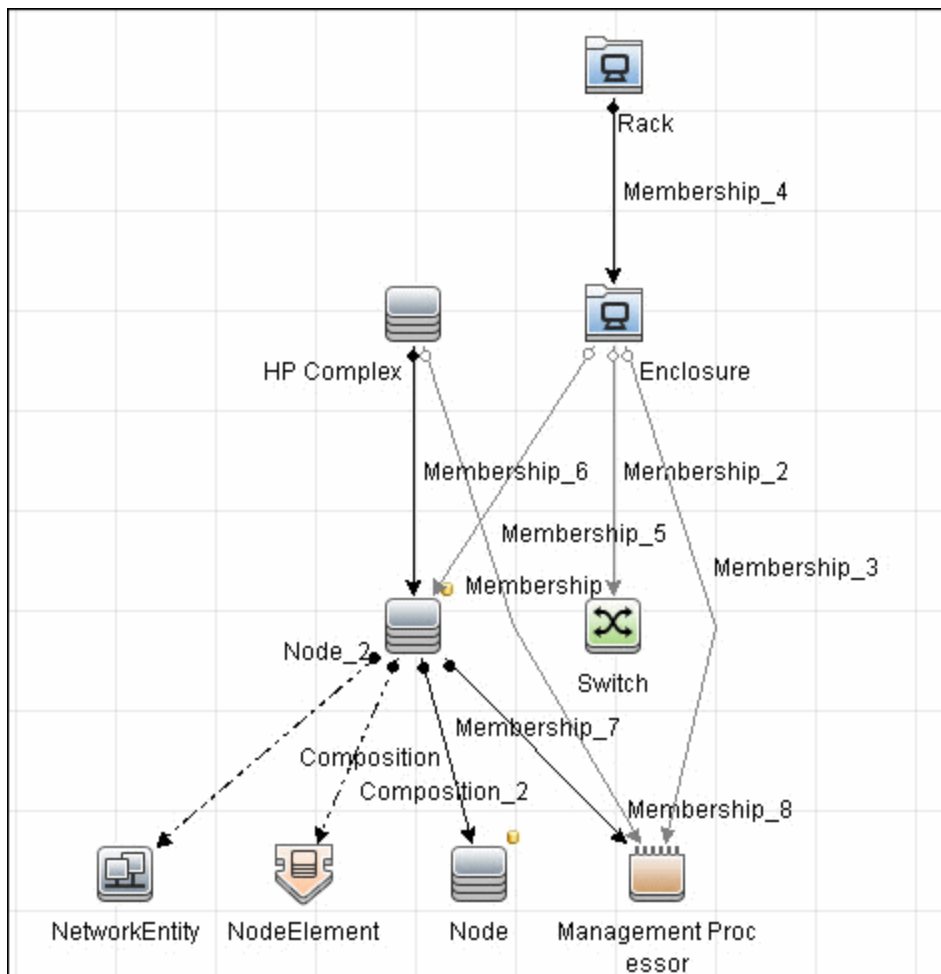 Rack
Membership_4
HP Complex
Enclosure
Membership_6
Membership_2
Membership_5
Membership_3
Membership
Node_2
Switch
Membership_7
Composition
Composition_2
Membership_8
NetworkEntity
NodeElement
Node
Management Proc
essor